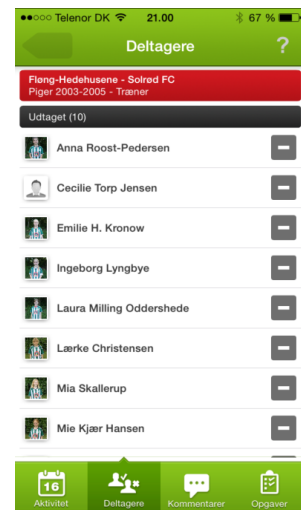 Telenor DK 21.00 67 %
Deltagere ?
Fløng-Hedehusene - Solrød FC
Piger 2003-2005 - Træner
Udtaget (10)
Anna Roost-Pedersen
Cecilie Torp Jensen
Emilie H. Kronow
Ingeborg Lyngbye
Laura Milling Oddershede
Lærke Christensen
Mia Skallerup
Mie Kjær Hansen
16
Aktivitet Deltagere Kommentarer Opgaver